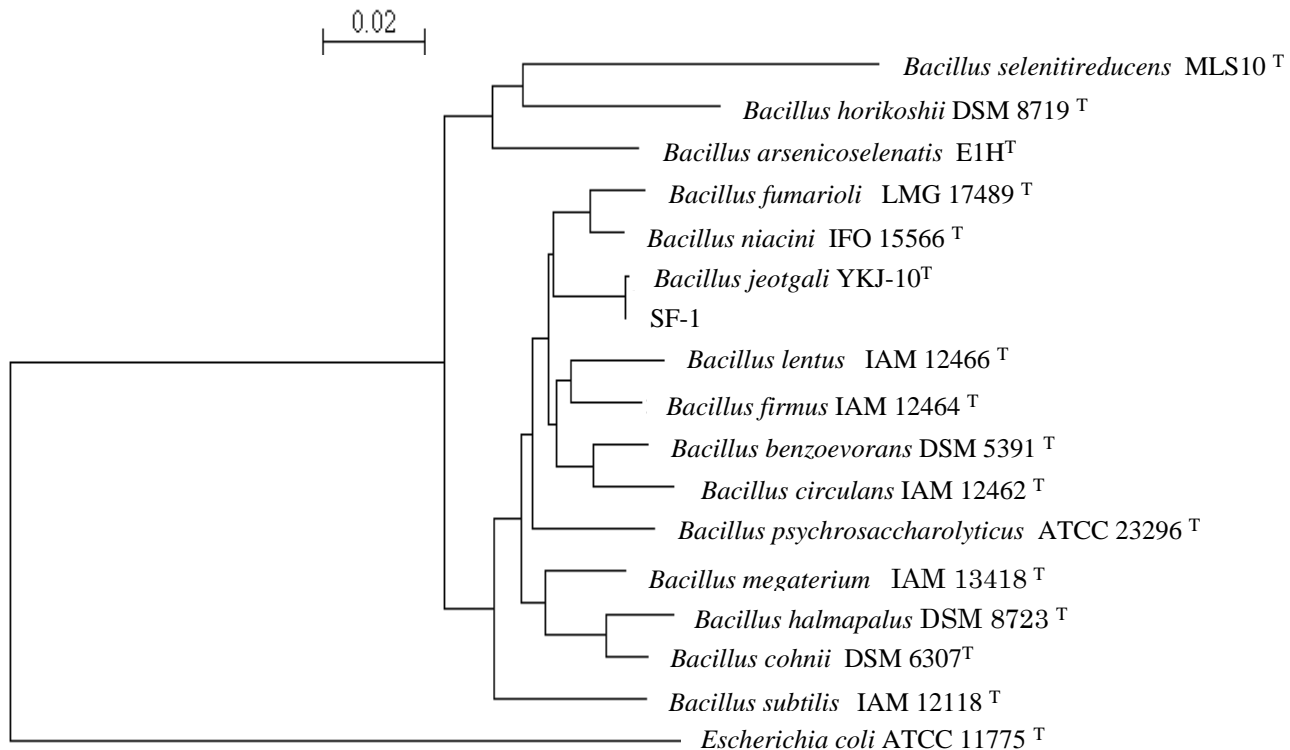 0.02
Bacillus selenitireducens MLS10 T
Bacillus horikoshii DSM 8719 T
Bacillus arsenicoselenatis E1HT
Bacillus fumarioli LMG 17489 T
Bacillus niacini IFO 15566 T
Bacillus jeotgali YKJ-10T
SF-1
Bacillus lentus IAM 12466 T
Bacillus firmus IAM 12464 T
Bacillus benzoevorans DSM 5391 T
Bacillus circulans IAM 12462 T
Bacillus psychrosaccharolyticus ATCC 23296 T
Bacillus megaterium IAM 13418 T
Bacillus halmapalus DSM 8723 T
Bacillus cohnii DSM 6307T
Bacillus subtilis IAM 12118 T
Escherichia coli ATCC 11775 T